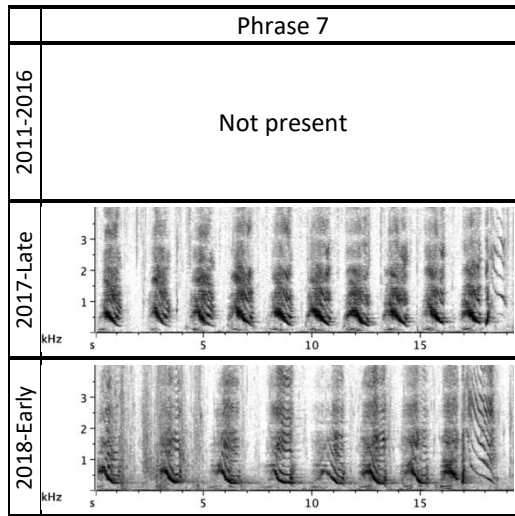 Phrase 7
2011-2016
Not present
2017-Late
3
2
1
kHz
s 5 10 15
2018-Early
3
2
1
kHz
s 5 10 15